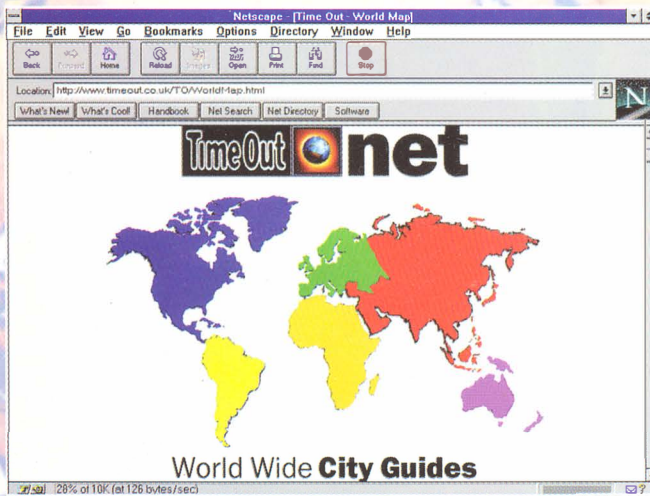 Netscape - [Time Out - World Map]
File Edit View Go Bookmarks Options Directory Window Help
Back Forward Home Reload Images Open Print Find Stop
Location: http://www.timeout.co.uk/TO/WorldMap.html
What's New! What's Cool! Handbook Net Search Net Directory Software
N
Time Out net
World Wide City Guides
28% of 10K (at 126 bytes/sec)
?